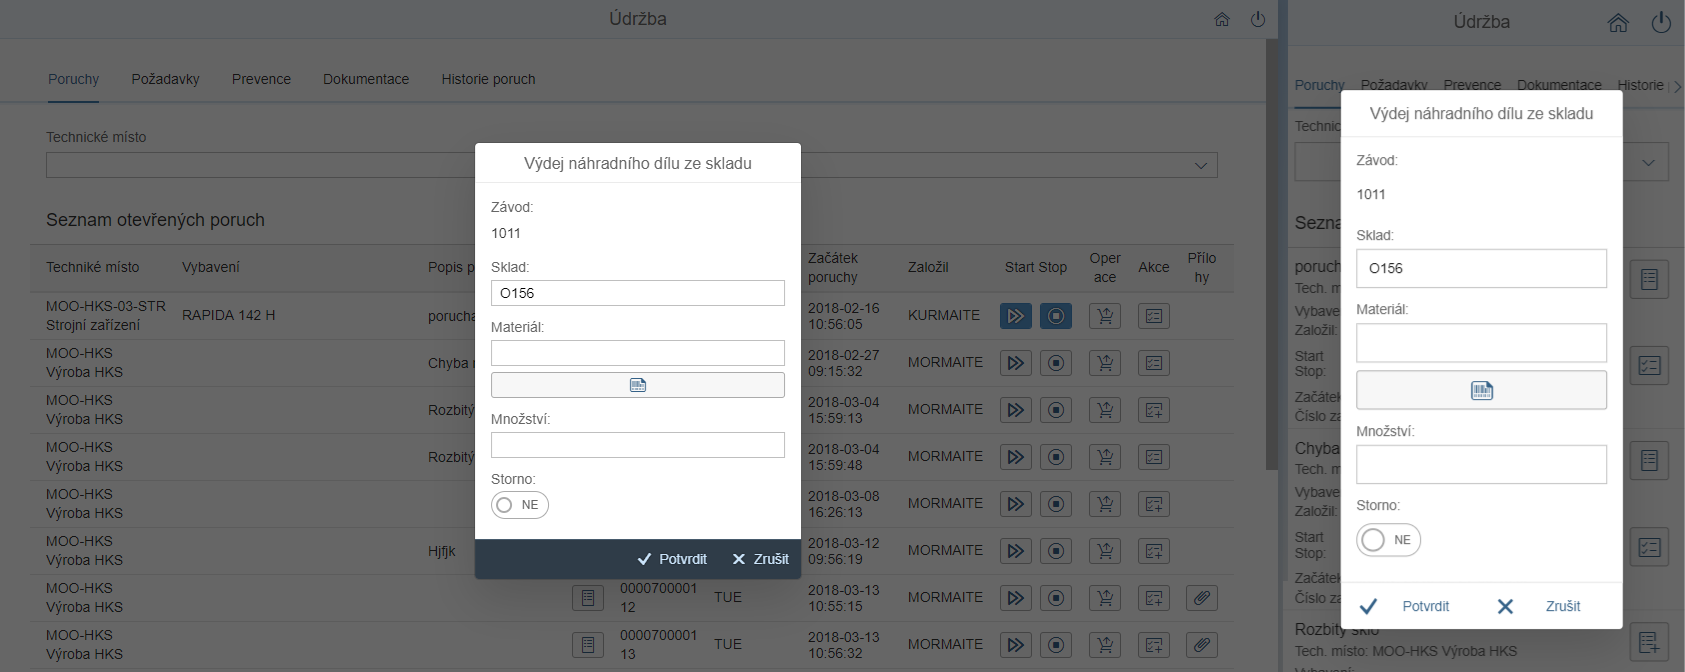 Údržba
Poruchy Požadavky Prevence Dokumentace Historie poruch
Technické místo
Seznam otevřených poruch
Techniké místo Vybavení Popis p Začátek poruchy Založil Start Stop Oper ace Akce Přílo hy
MOO-HKS-03-STR Strojní zařízení RAPIDA 142 H porucha 2018-02-16 10:56:05 KURMAITE
MOO-HKS Výroba HKS Chyba 2018-02-27 09:15:32 MORMAITE
MOO-HKS Výroba HKS Rozbitý 2018-03-04 15:59:13 MORMAITE
MOO-HKS Výroba HKS Rozbitý 2018-03-04 15:59:48 MORMAITE
MOO-HKS Výroba HKS 2018-03-08 16:26:13 MORMAITE
MOO-HKS Výroba HKS Hjfjk 2018-03-12 09:56:19 MORMAITE
MOO-HKS Výroba HKS 0000700001 12 TUE 2018-03-13 10:55:15 MORMAITE
MOO-HKS Výroba HKS 0000700001 13 TUE 2018-03-13 10:56:32 MORMAITE
Výdej náhradního dílu ze skladu
Závod:
1011
Sklad:
O156
Materiál:
Množství:
Storno:
NE
Potvrdit Zrušit
Údržba
Poruchy Požadavky Prevence Dokumentace Historie
Technic
Sezna
poruch
Tech. m
Vybave
Založil:
Start
Stop:
Začátek
Číslo za
Chyba
Tech. m
Vybave
Založil:
Start
Stop:
Začátek
Číslo za
Rozbitý sklo
Tech. místo: MOO-HKS Výroba HKS
Výdej náhradního dílu ze skladu
Závod:
1011
Sklad:
O156
Materiál:
Množství:
Storno:
NE
Potvrdit Zrušit